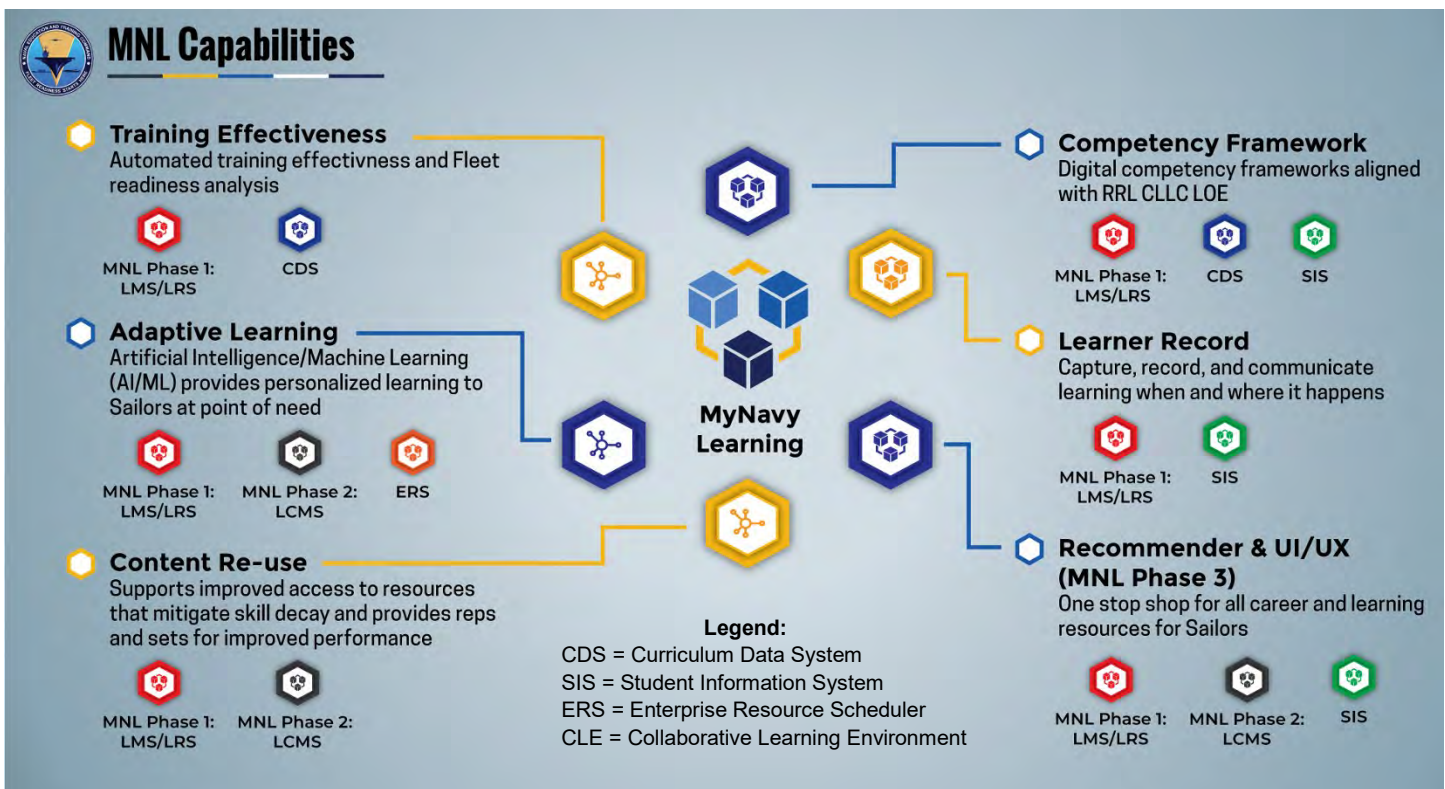 MNL Capabilities
Training Effectiveness
Automated training effectivness and Fleet
readiness analysis
MNL Phase 1:
LMS/LRS
CDS
Adaptive Learning
Artificial Intelligence/Machine Learning
(AI/ML) provides personalized learning to
Sailors at point of need
MNL Phase 1:
LMS/LRS
MNL Phase 2:
LCMS
ERS
Content Re-use
Supports improved access to resources
that mitigate skill decay and provides reps
and sets for improved performance
MNL Phase 1:
LMS/LRS
MNL Phase 2:
LCMS
MyNavy
Learning
Legend:
CDS = Curriculum Data System
SIS = Student Information System
ERS = Enterprise Resource Scheduler
CLE = Collaborative Learning Environment
Competency Framework
Digital competency frameworks aligned
with RRL CLLC LOE
MNL Phase 1:
LMS/LRS
CDS
SIS
Learner Record
Capture, record, and communicate
learning when and where it happens
MNL Phase 1:
LMS/LRS
SIS
Recommender & UI/UX
(MNL Phase 3)
One stop shop for all career and learning
resources for Sailors
MNL Phase 1:
LMS/LRS
MNL Phase 2:
LCMS
SIS